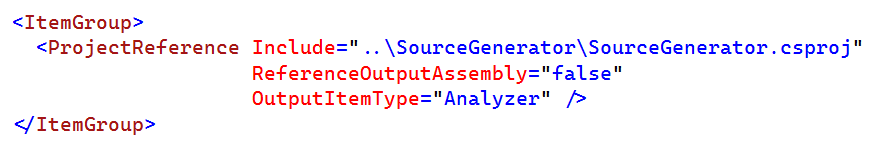 <ItemGroup>
  <ProjectReference Include="..\SourceGenerator\SourceGenerator.csproj"
                    ReferenceOutputAssembly="false"
                    OutputItemType="Analyzer" />
</ItemGroup>